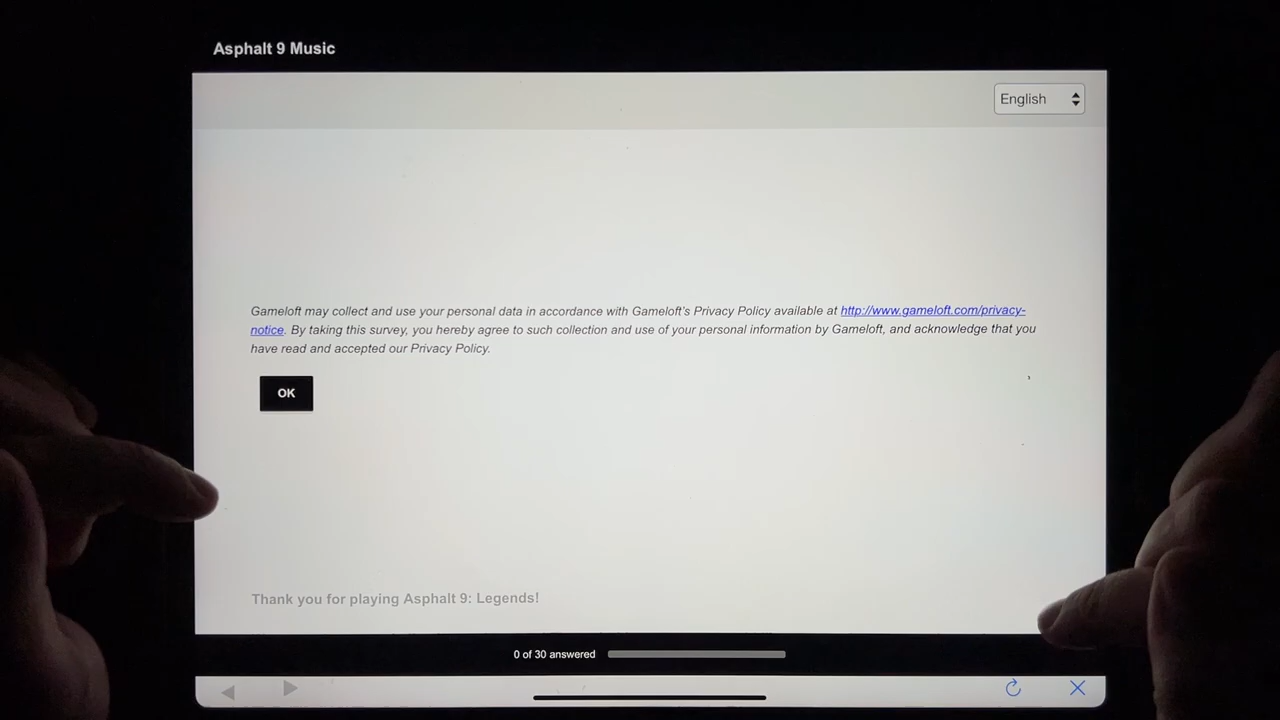 Asphalt 9 Music
English
Gameloft may collect and use your personal data in accordance with Gameloft's Privacy Policy available at http://www.gameloft.com/privacy-
notice. By taking this survey, you hereby agree to such collection and use of your personal information by Gameloft, and acknowledge that you
have read and accepted our Privacy Policy.
OK
Thank you for playing Asphalt 9: Legends!
0 of 30 answered